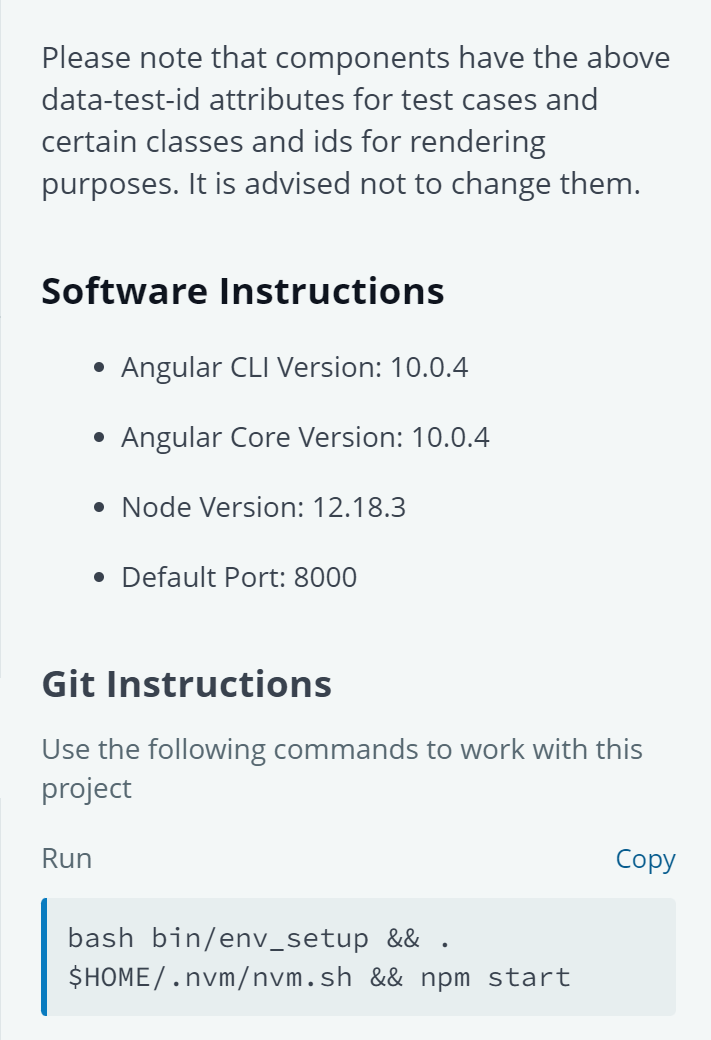 Please note that components have the above
data-test-id attributes for test cases and
certain classes and ids for rendering
purposes. It is advised not to change them.
Software Instructions
• Angular CLI Version: 10.0.4
• Angular Core Version: 10.0.4
• Node Version: 12.18.3
• Default Port: 8000
Git Instructions
Use the following commands to work with this
project
Run Copy
bash bin/env_setup && .
$HOME/.nvm/nvm.sh && npm start